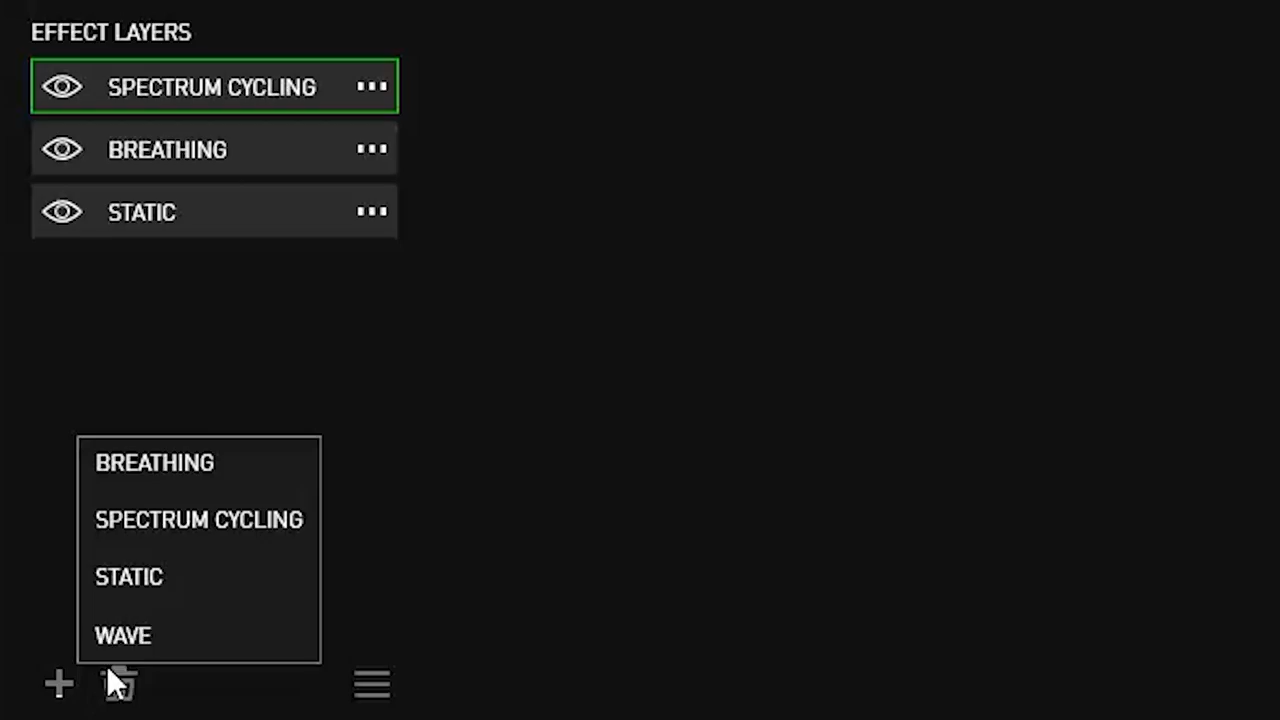 EFFECT LAYERS
SPECTRUM CYCLING
BREATHING
STATIC
BREATHING
SPECTRUM CYCLING
STATIC
WAVE